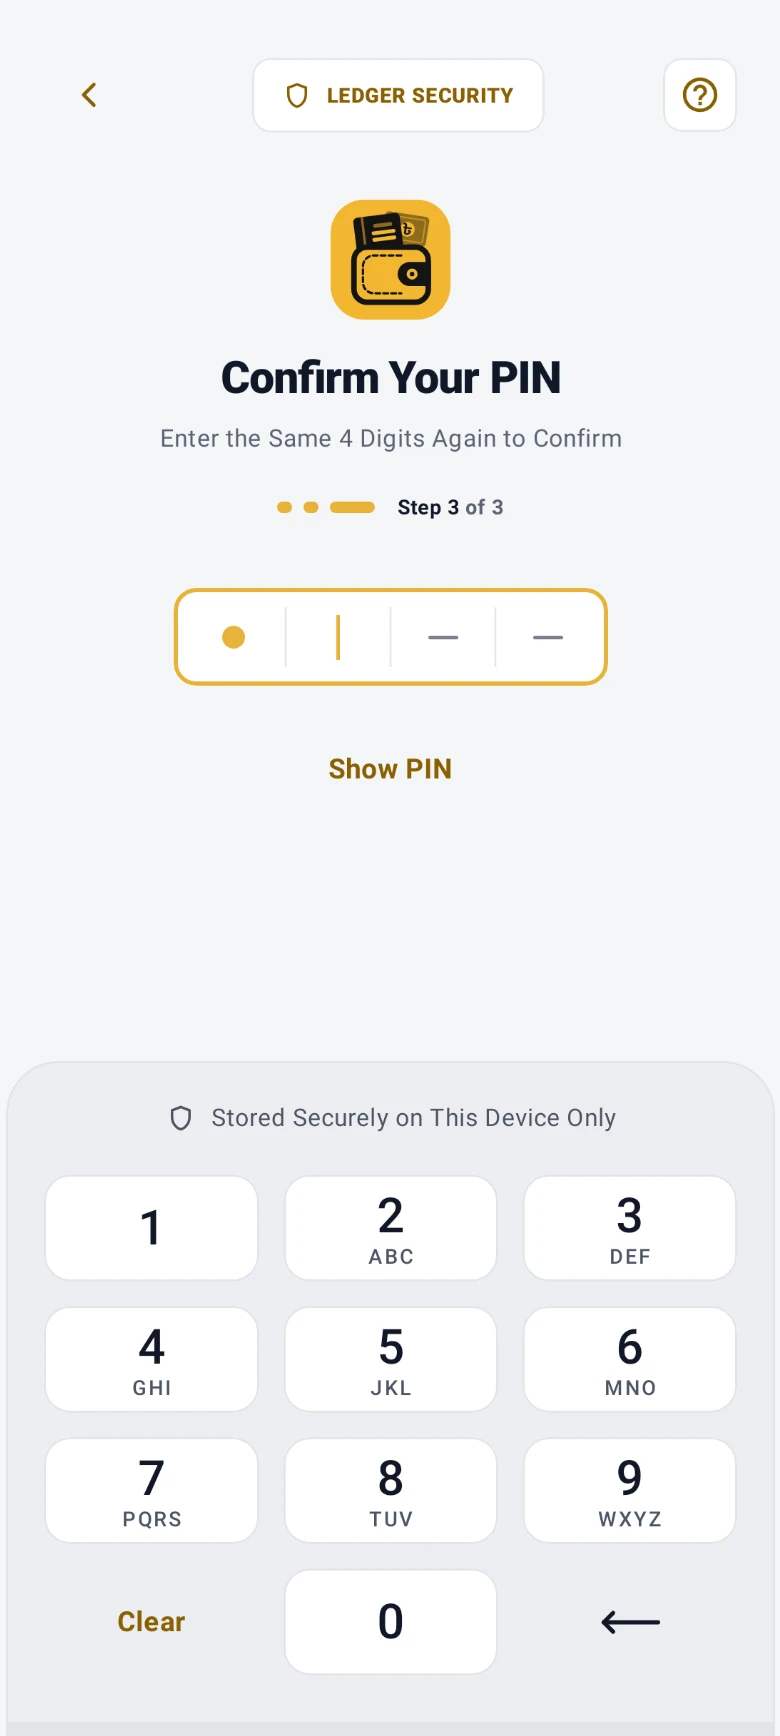 LEDGER SECURITY
৳
Confirm Your PIN
Enter the Same 4 Digits Again to Confirm
Step 3 of 3
Show PIN
Stored Securely on This Device Only
1
2
3
ABC
DEF
4
5
6
GHI
JKL
MNO
7
8
9
PQRS
TUV
WXYZ
Clear
0